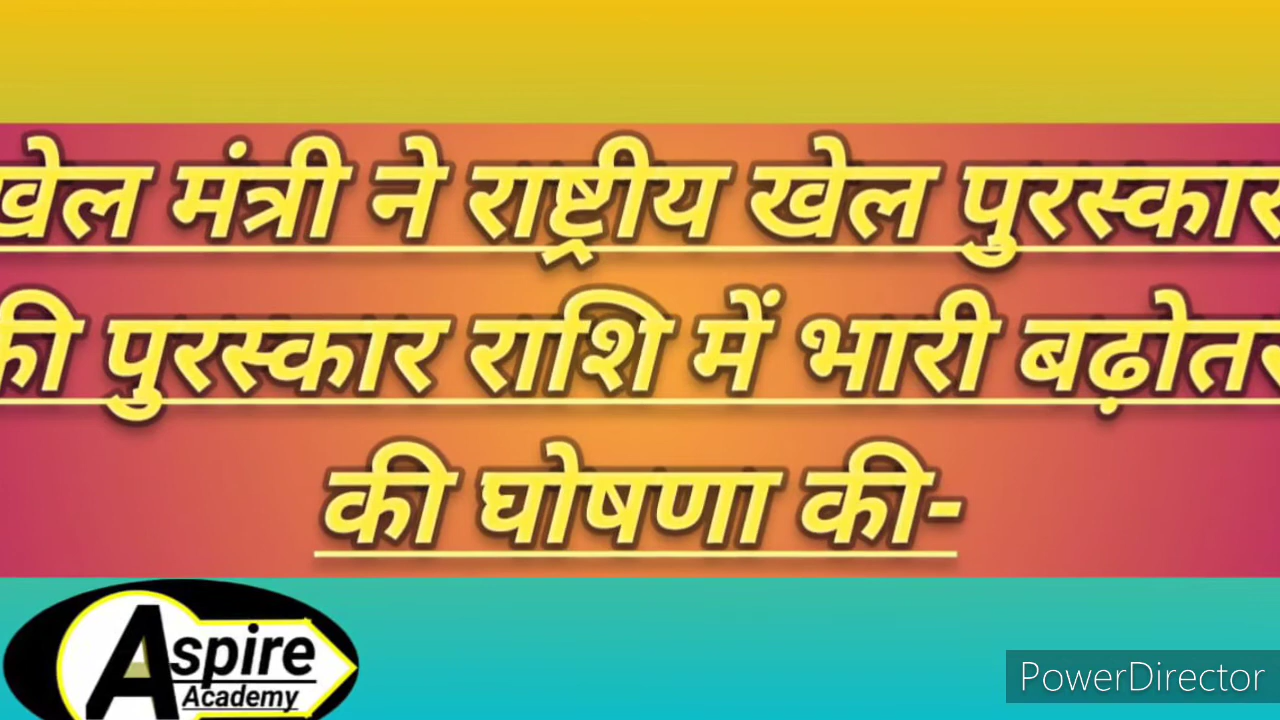 खेल मंत्री ने राष्ट्रीय खेल पुरस्कार
की पुरस्कार राशि में भारी बढ़ोतर
की घोषणा की-
Aspire
Academy
PowerDirector